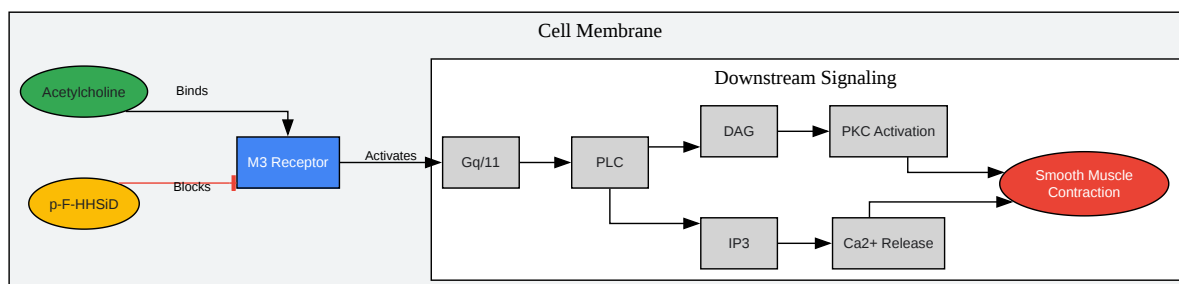 Cell Membrane
Downstream Signaling
Acetylcholine
Binds
M3 Receptor
Activates
Blocks
p-F-HHSiD
Gq/11
PLC
DAG
PKC Activation
IP3
Ca2+ Release
Smooth Muscle
Contraction